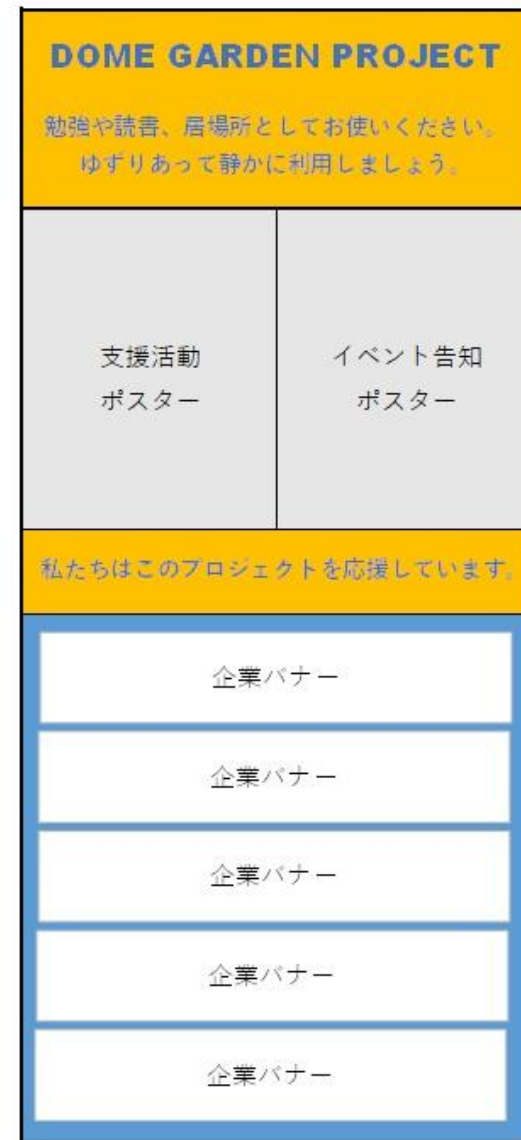 DOME GARDEN PROJECT
勉強や読書、居場所としてお使いください。
ゆずりあって静かに利用しましょう。
支援活動
ポスター
イベント告知
ポスター
私たちはこのプロジェクトを応援しています。
企業バナー
企業バナー
企業バナー
企業バナー
企業バナー